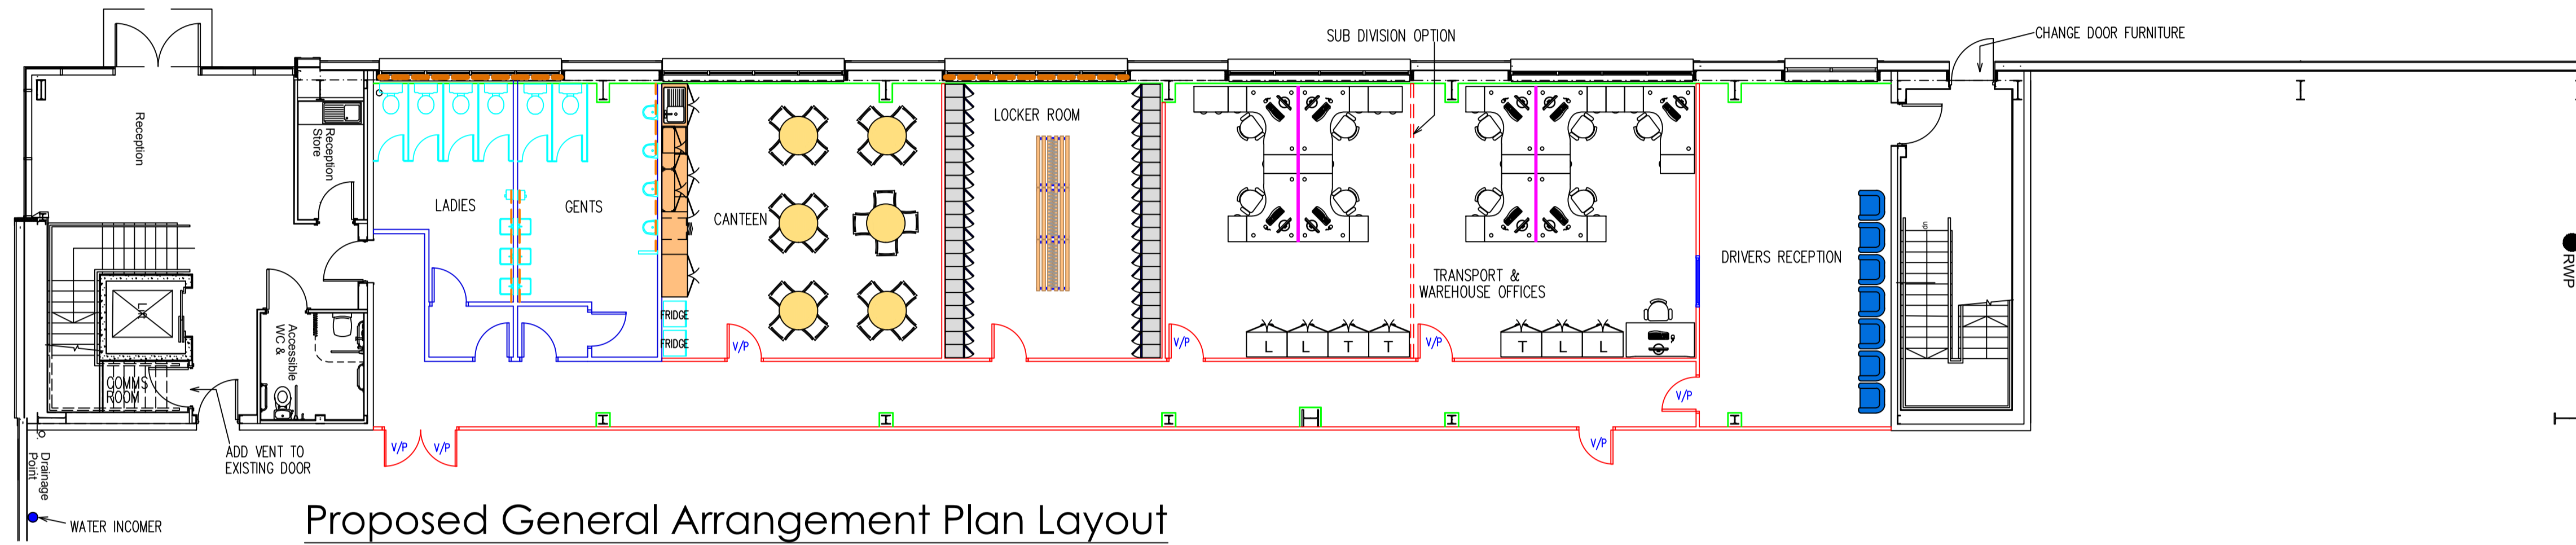 SUB DIVISION OPTION
CHANGE DOOR FURNITURE
Reception
Reception
Store
LADIES
GENTS
CANTEEN
LOCKER ROOM
TRANSPORT &
WAREHOUSE OFFICES
DRIVERS RECEPTION
up
RWP
Lift
Accessible
WC &
COMMS
ROOM
FRIDGE
FRIDGE
V/P
V/P
V/P
L
L
T
T
T
L
L
V/P
V/P
V/P
V/P
ADD VENT TO
EXISTING DOOR
Drainage
Point
WATER INCOMER
Proposed General Arrangement Plan Layout